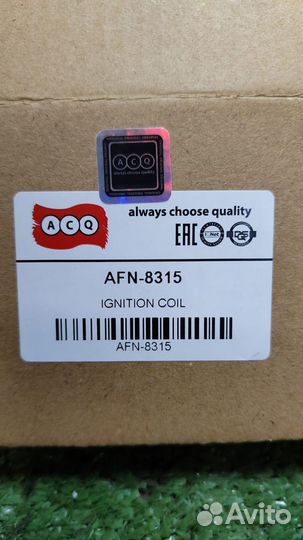 ACQ
always choose quality
ACQ
always choose quality
EAC
AFN-8315
IGNITION COIL
AFN-8315
Avito